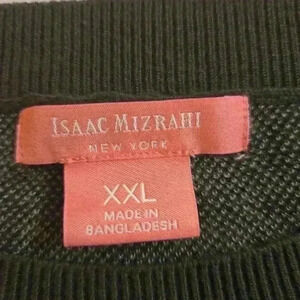 ISAAC MIZRAHI
NEW YORK
XXL
MADE IN
BANGLADESH